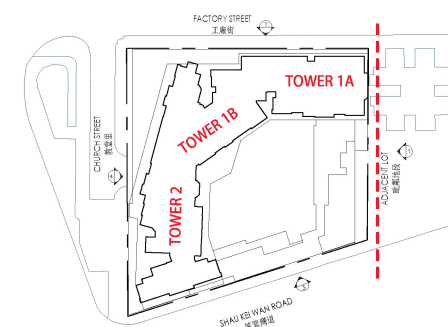 FACTORY STREET
工廠街
TOWER 1A
TOWER 1B
CHURCH STREET
教堂里
TOWER 2
ADJACENT LOT
毗鄰地段
SHAU KEI WAN ROAD
筲箕灣道